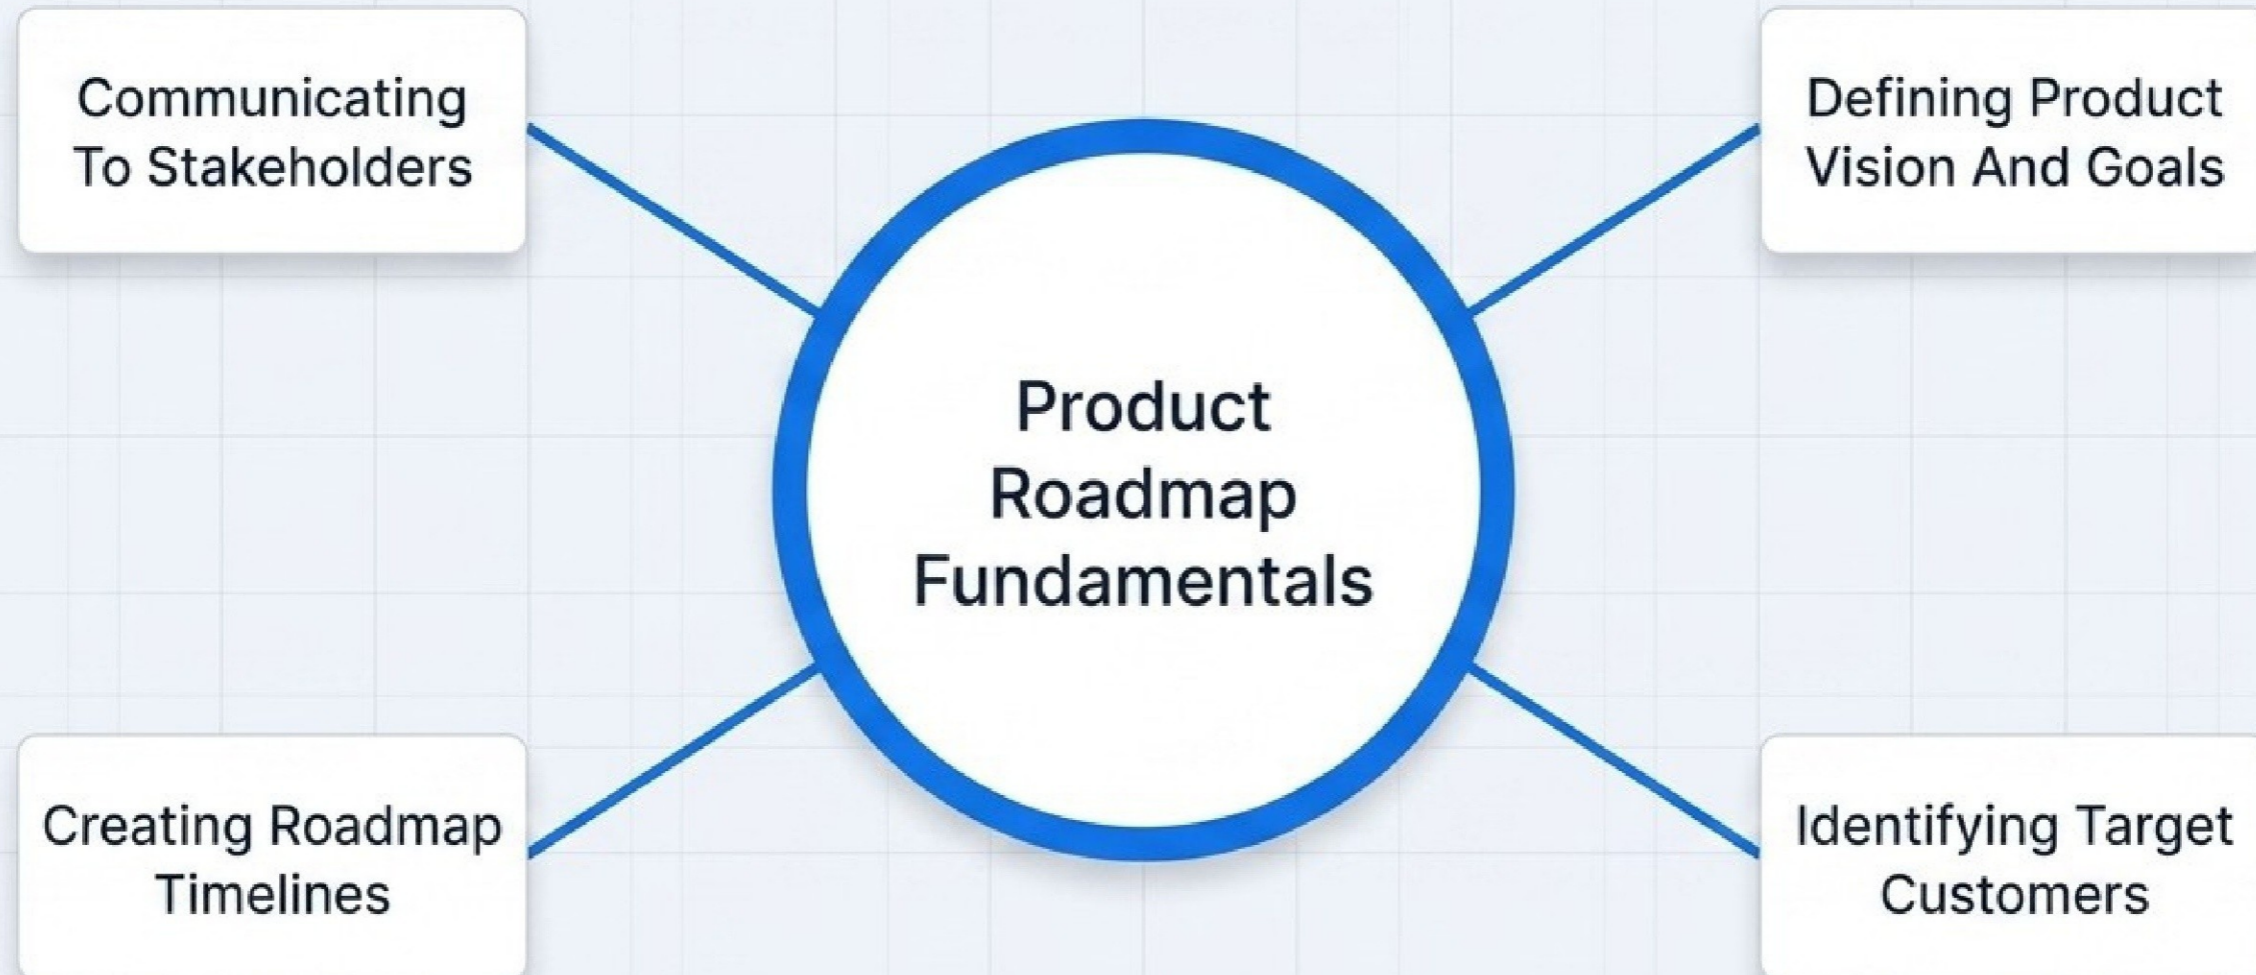 Communicating
To Stakeholders
Defining Product
Vision And Goals
Product
Roadmap
Fundamentals
Creating Roadmap
Timelines
Identifying Target
Customers